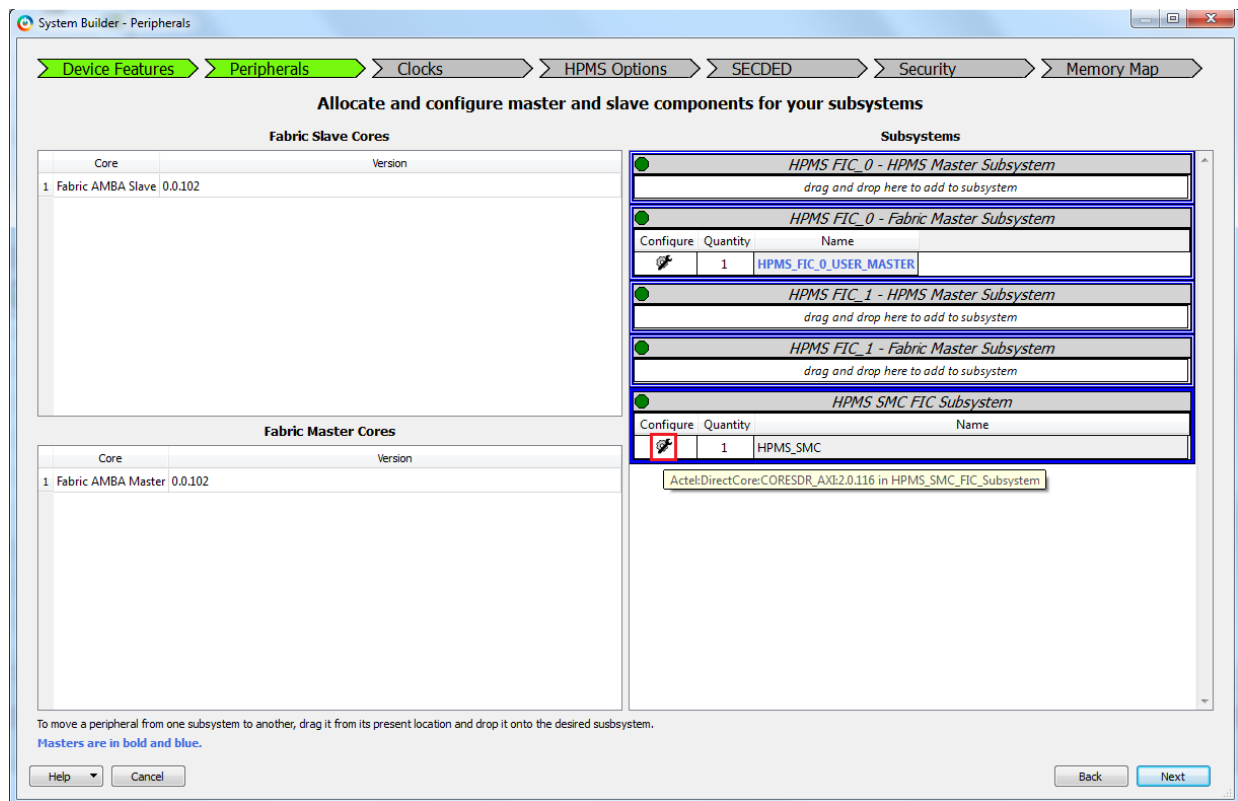 System Builder - Peripherals
Device Features Peripherals Clocks HPMS Options SECDED Security Memory Map
Allocate and configure master and slave components for your subsystems
Fabric Slave Cores
Core Version
1 Fabric AMBA Slave 0.0.102
Fabric Master Cores
Core Version
1 Fabric AMBA Master 0.0.102
Subsystems
HPMS FIC_0 - HPMS Master Subsystem
drag and drop here to add to subsystem
HPMS FIC_0 - Fabric Master Subsystem
Configure Quantity Name
1 HPMS_FIC_0_USER_MASTER
HPMS FIC_1 - HPMS Master Subsystem
drag and drop here to add to subsystem
HPMS FIC_1 - Fabric Master Subsystem
drag and drop here to add to subsystem
HPMS SMC FIC Subsystem
Configure Quantity Name
1 HPMS_SMC
Actel:DirectCore:CORESDR_AXI:2.0.116 in HPMS_SMC_FIC_Subsystem
To move a peripheral from one subsystem to another, drag it from its present location and drop it onto the desired susbsystem.
Masters are in bold and blue.
Help Cancel Back Next